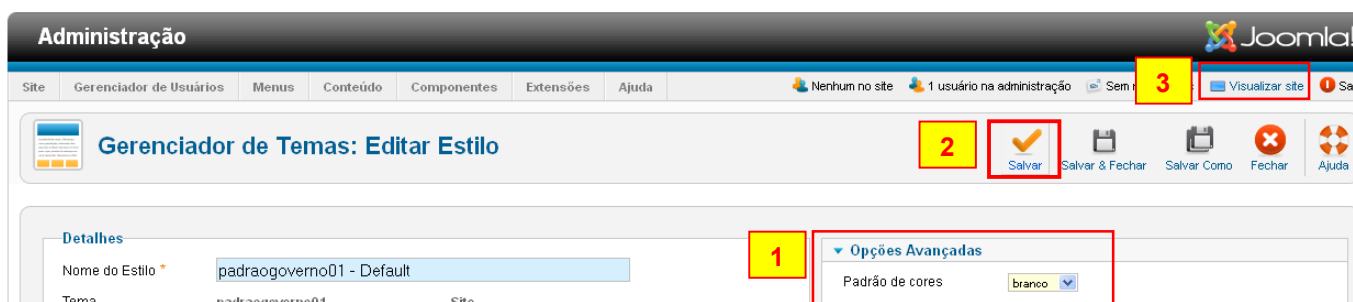 Administração
Joomla!
Site Gerenciador de Usuários Menus Conteúdo Componentes Extensões Ajuda Nenhum no site 1 usuário na administração Sem 3 Visualizar site
Gerenciador de Temas: Editar Estilo
2
Salvar Salvar & Fechar Salvar Como Fechar Ajuda
Detalhes
1
Opções Avançadas
Nome do Estilo * padraogoverno01 - Default
Padrão de cores branco
Tema padraogoverno01 Site